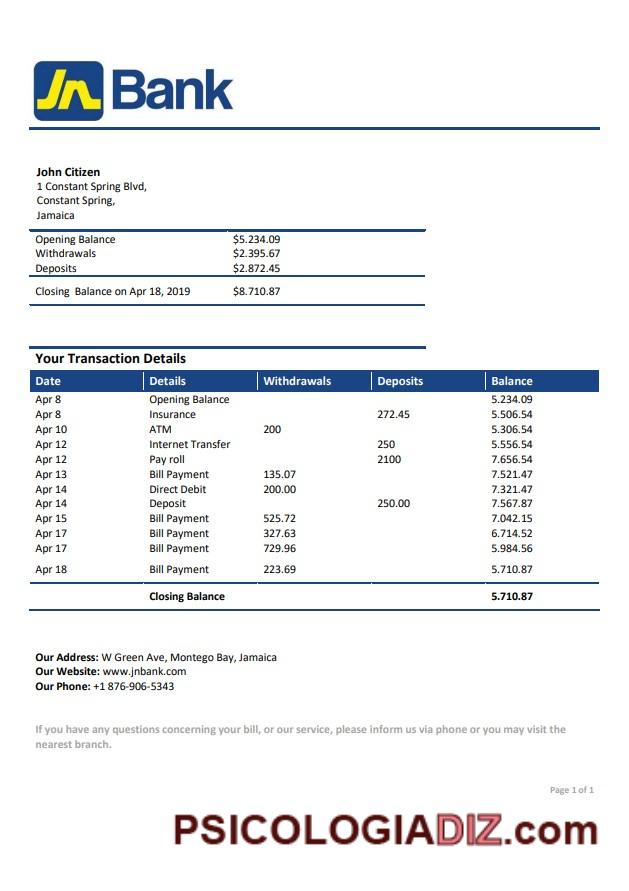 Jn Bank
John Citizen
1 Constant Spring Blvd,
Constant Spring,
Jamaica
Opening Balance $5.234.09
Withdrawals $2.395.67
Deposits $2.872.45
Closing Balance on Apr 18, 2019 $8.710.87
Your Transaction Details
Date Details Withdrawals Deposits Balance
Apr 8 Opening Balance 5.234.09
Apr 8 Insurance 272.45 5.506.54
Apr 10 ATM 200 5.306.54
Apr 12 Internet Transfer 250 5.556.54
Apr 12 Pay roll 2100 7.656.54
Apr 13 Bill Payment 135.07 7.521.47
Apr 14 Direct Debit 200.00 7.321.47
Apr 14 Deposit 250.00 7.567.87
Apr 15 Bill Payment 525.72 7.042.15
Apr 17 Bill Payment 327.63 6.714.52
Apr 17 Bill Payment 729.96 5.984.56
Apr 18 Bill Payment 223.69 5.710.87
Closing Balance 5.710.87
Our Address: W Green Ave, Montego Bay, Jamaica
Our Website: www.jnbank.com
Our Phone: +1 876-906-5343
If you have any questions concerning your bill, or our service, please inform us via phone or you may visit the
nearest branch.
Page 1 of 1
PSICOLOGIADIZ.com